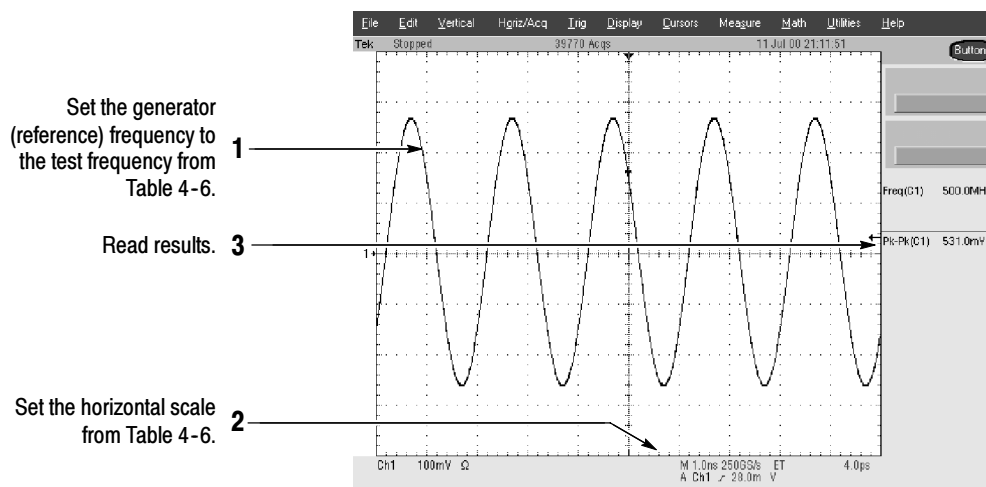 File Edit Vertical Horiz/Acq Trig Display Cursors Measure Math Utilities Help
Tek Stopped 39770 Acqs 11 Jul 00 21:11:51
Button
Set the generator
(reference) frequency to
the test frequency from
Table 4-6.
1
Freq(C1) 500.0MH
Read results. 3
1
Pk-Pk(C1) 531.0mV
Set the horizontal scale
from Table 4-6.
2
Ch1 100mV Ω M 1.0ns 250GS/s ET 4.0ps
A Ch1 28.0m V